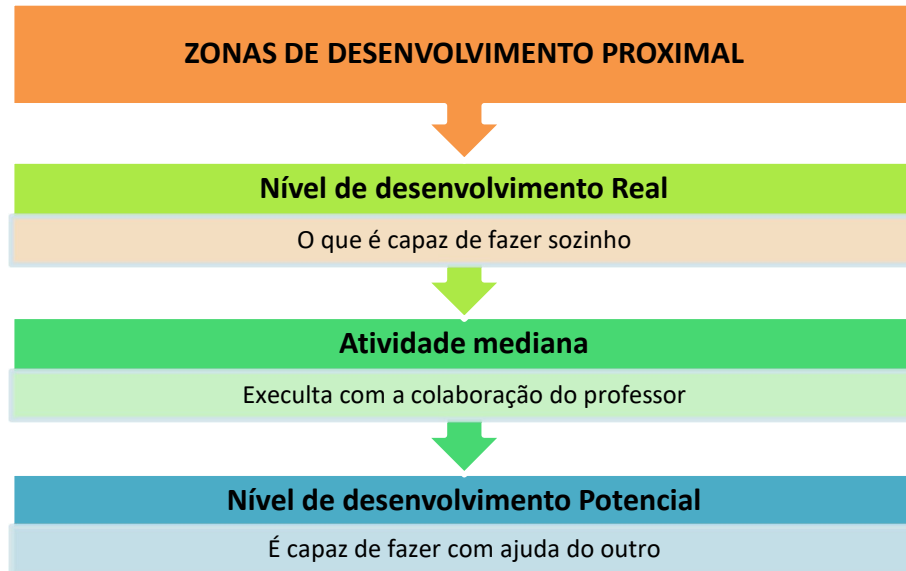 ZONAS DE DESENVOLVIMENTO PROXIMAL
Nível de desenvolvimento Real
O que é capaz de fazer sozinho
Atividade mediana
Execulta com a colaboração do professor
Nível de desenvolvimento Potencial
É capaz de fazer com ajuda do outro